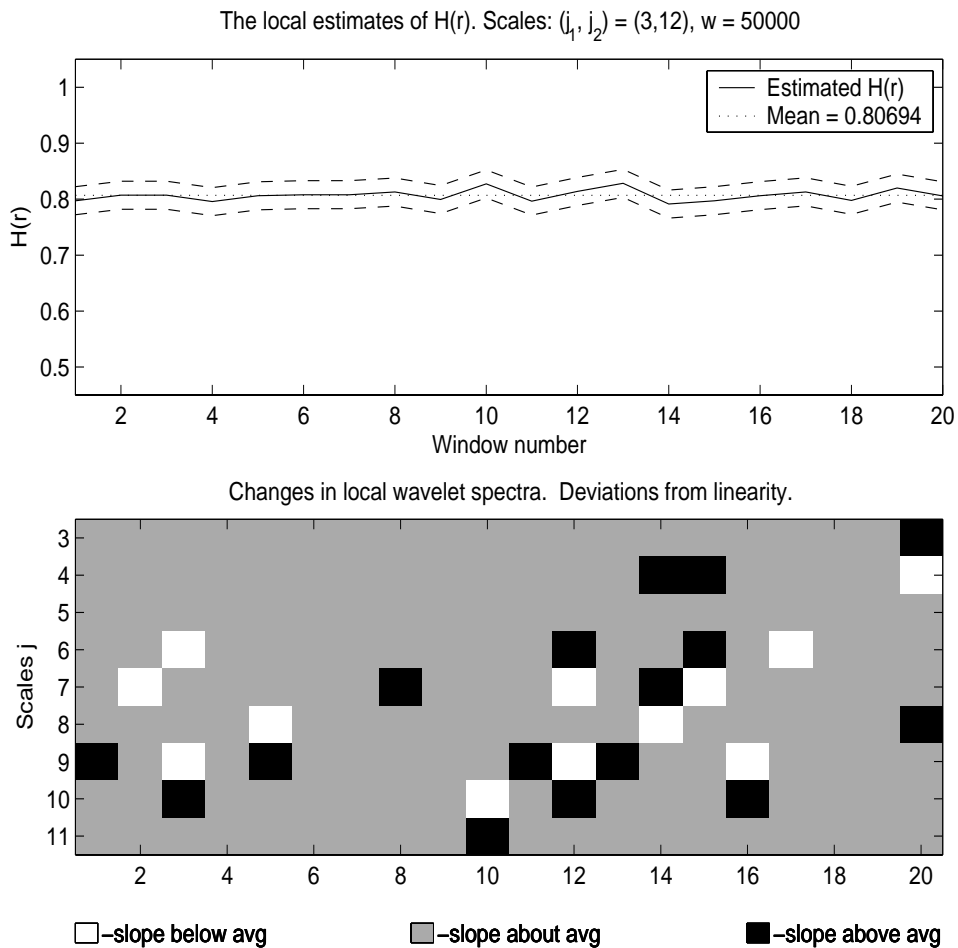 The local estimates of H(r). Scales: (j1, j2) = (3,12), w = 50000
1
0.9
0.8
0.7
0.6
0.5
H(r)
Estimated H(r)
Mean = 0.80694
2 4 6 8 10 12 14 16 18 20
Window number
Changes in local wavelet spectra. Deviations from linearity.
3
4
5
6
7
8
9
10
11
Scales j
2 4 6 8 10 12 14 16 18 20
–slope below avg –slope about avg –slope above avg